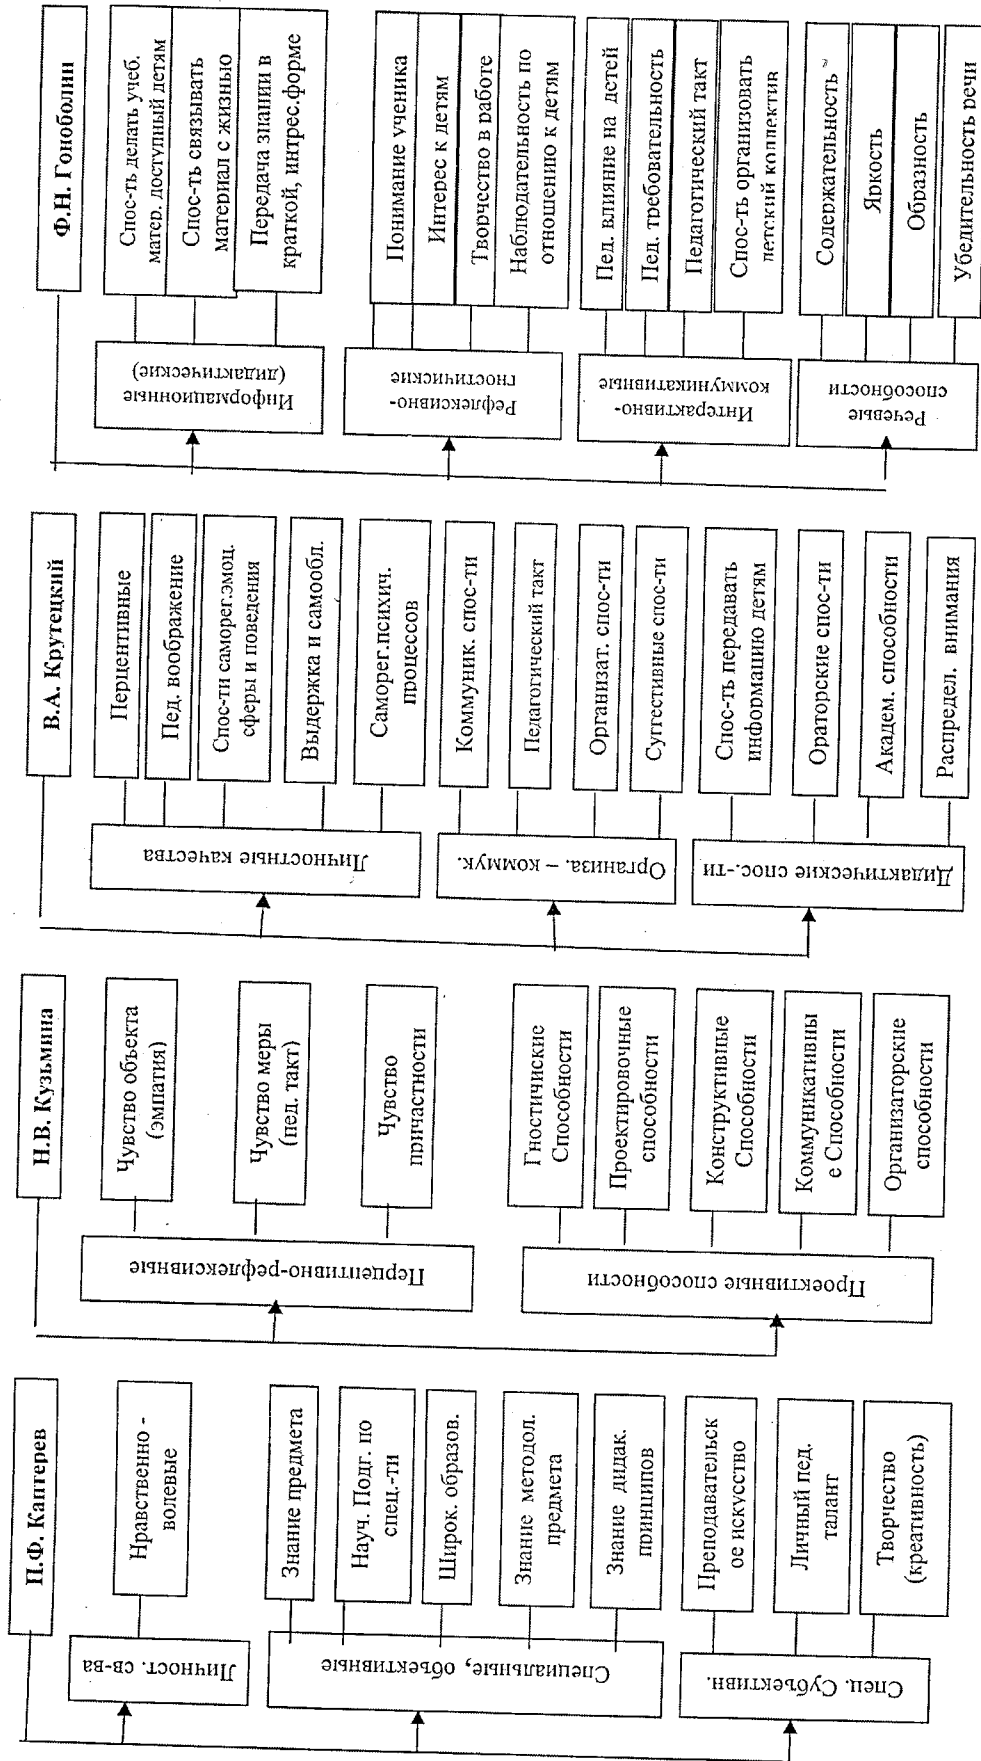 П.Ф. Каптерев
Личност. св-ва
Нравственно -
волевые
Специальные, объективные
Знание предмета
Науч. Подг. по
спец.-ти
Широк. образов.
Знание методол.
предмета
Знание дидак.
принципов
Спец. Субъективн.
Преподавательск
ое искусство
Личный пед.
талант
Творчество
(креативность)
Н.В. Кузьмина
Перцептивно-рефлексивные
Чувство объекта
(эмпатия)
Чувство меры
(пед. такт)
Чувство
причастности
Проективные способности
Гностичиские
Способности
Проектировочные
способности
Конструктивные
Способности
Коммуникативны
е Способности
Организаторские
способности
В.А. Крутецкий
Личностные качества
Перцентивные
Пед. воображение
Спос-ти саморег.эмоц.
сферы и поведения
Выдержка и самообл.
Саморег.психич.
процессов
Организа. – коммук.
Коммуник. спос-ти
Педагогический такт
Организат. спос-ти
Суггестивные спос-ти
Дидактические спос.-ти
Спос-ть передавать
информацию детям
Ораторские спос-ти
Академ. способности
Распредел. внимания
Ф.Н. Гоноболин
Информационные
(дидактические)
Спос-ть делать учеб.
матер. доступный детям
Спос-ть связывать
материал с жизнью
Передача знании в
краткой, интрес.форме
Рефлексивно-
гностичиские
Понимание ученика
Интерес к детям
Творчество в работе
Наблюдательность по
отношению к детям
Интерактивно-
коммуникативные
Пед. влияние на детей
Пед. требовательность
Педагогический такт
Спос-ть организовать
детский коллектив
Речевые
способности
Содержательность
Яркость
Образность
Убедительность речи